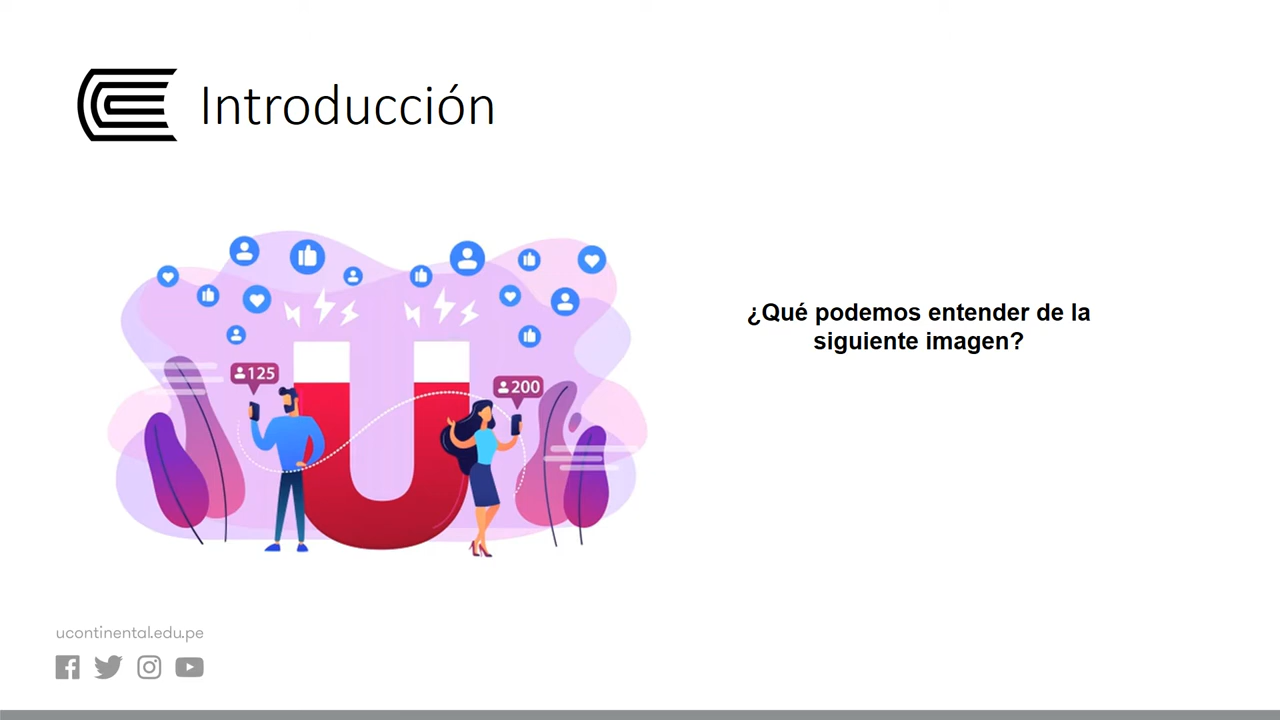 Introducción
125
200
¿Qué podemos entender de la
siguiente imagen?
ucontinental.edu.pe